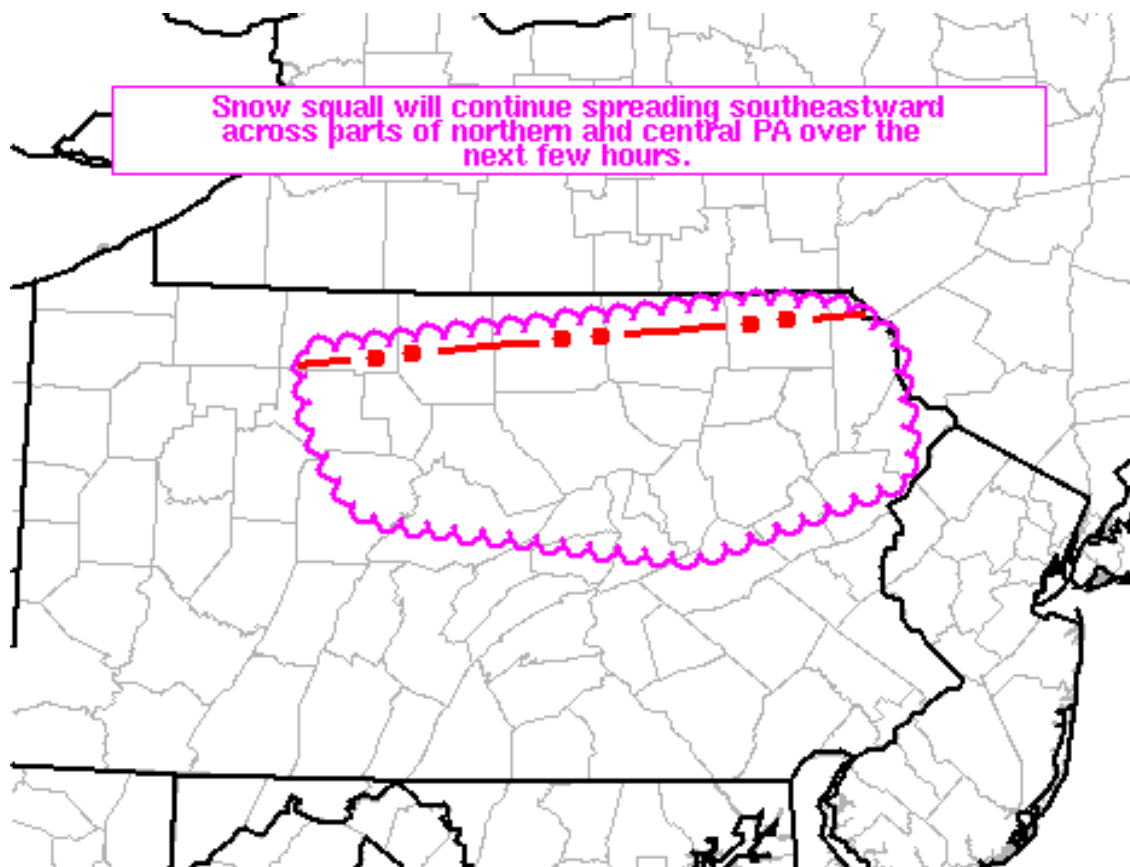 Snow squall will continue spreading southeastward
across parts of northern and central PA over the
next few hours.